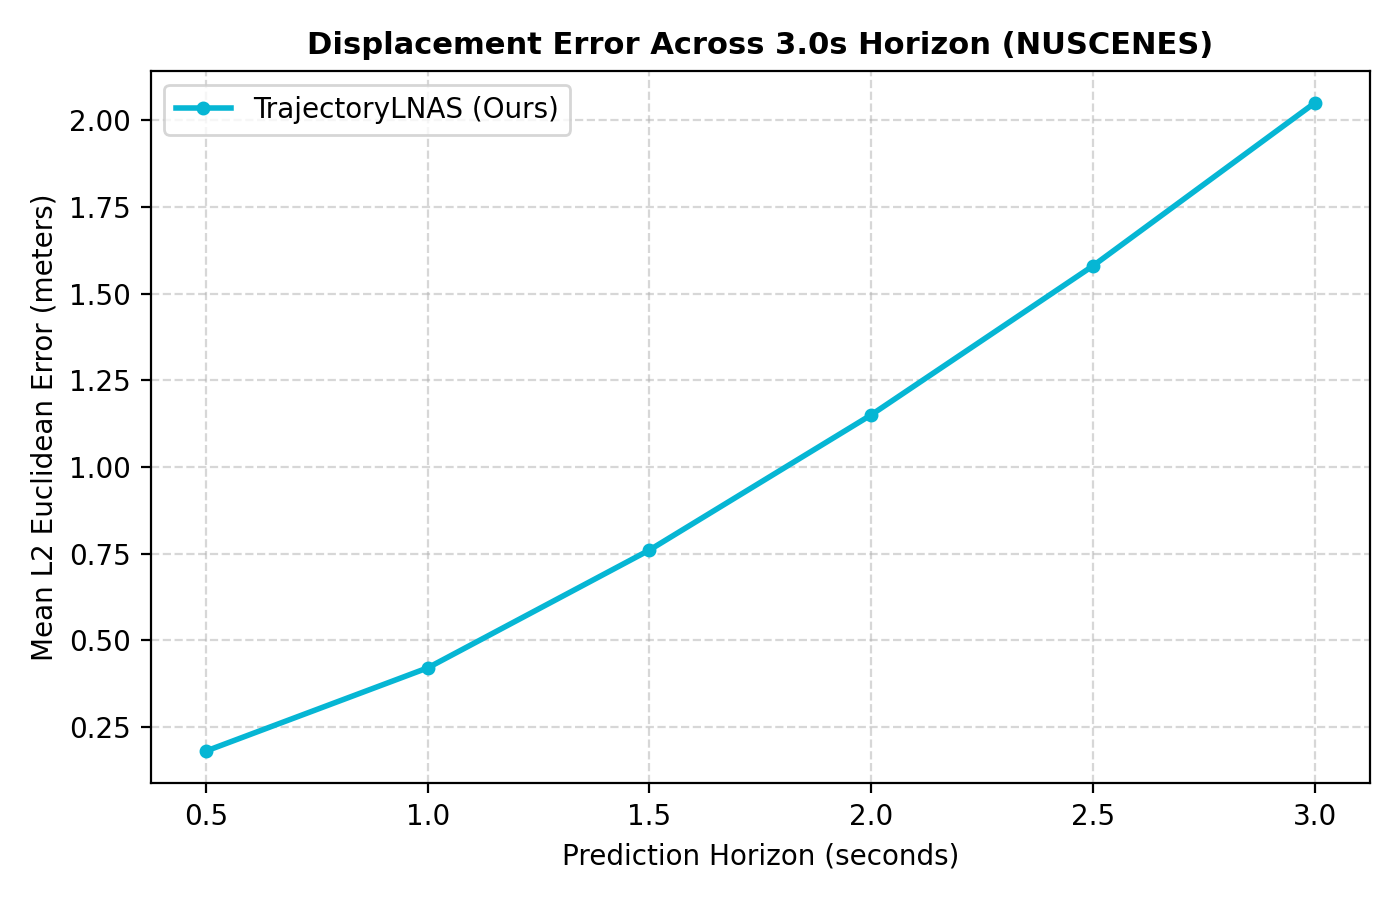 Displacement Error Across 3.0s Horizon (NUSCENES)
TrajectoryLNAS (Ours)
Mean L2 Euclidean Error (meters)
2.00
1.75
1.50
1.25
1.00
0.75
0.50
0.25
0.5 1.0 1.5 2.0 2.5 3.0
Prediction Horizon (seconds)